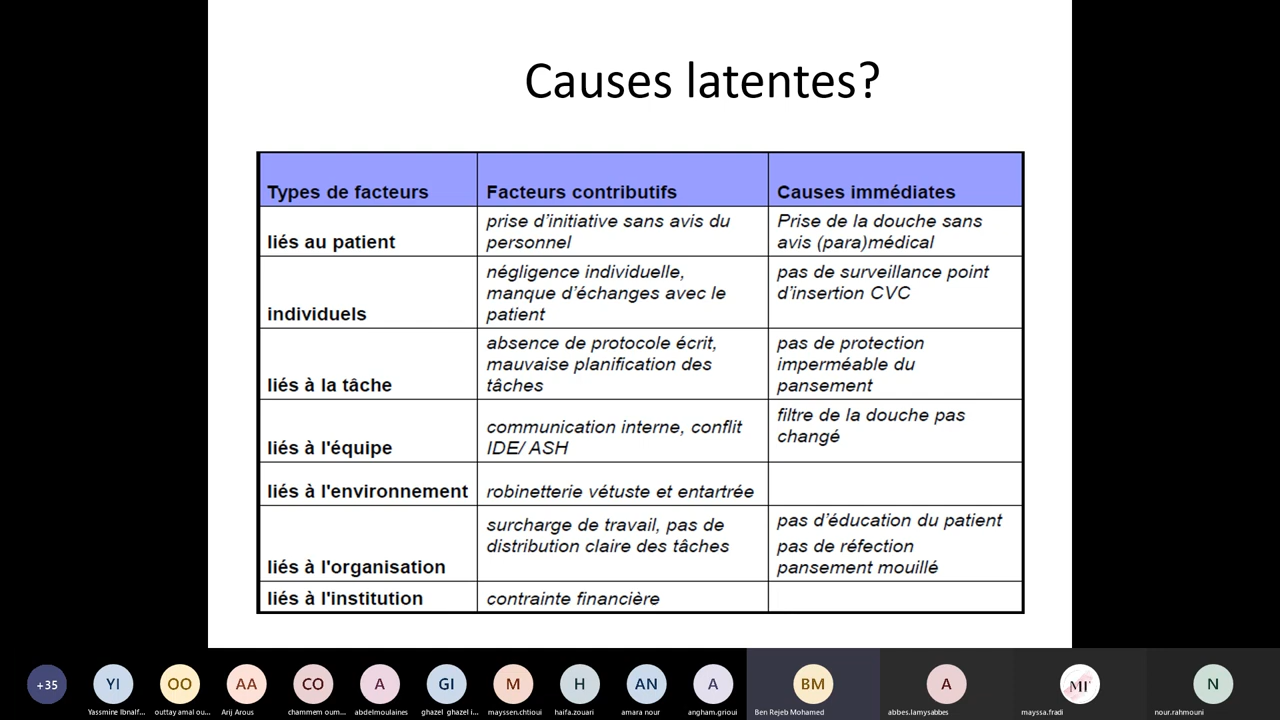 Causes latentes?
Types de facteurs
Facteurs contributifs
Causes immédiates
liés au patient
prise d'initiative sans avis du
personnel
Prise de la douche sans
avis (para)médical
individuels
négligence individuelle,
manque d'échanges avec le
patient
pas de surveillance point
d'insertion CVC
liés à la tâche
absence de protocole écrit,
mauvaise planification des
tâches
pas de protection
imperméable du
pansement
liés à l'équipe
communication interne, conflit
IDE/ ASH
filtre de la douche pas
changé
liés à l'environnement
robinetterie vétuste et entartrée
liés à l'organisation
surcharge de travail, pas de
distribution claire des tâches
pas d'éducation du patient
pas de réfection
pansement mouillé
liés à l'institution
contrainte financière
+35
YI
OO
AA
CO
A
GI
M
H
AN
A
BM
A
MF
N
Yassmine Ibnalf...
outtay amal ou...
Arij Arous
chammem oum...
abdelmoulaines
ghazel ghazel i...
mayssen.chtioui
haifa.zouari
amara nour
angham.grioui
Ben Rejeb Mohamed
abbes.lamysabbes
mayssa.fradi
nour.rahmouni